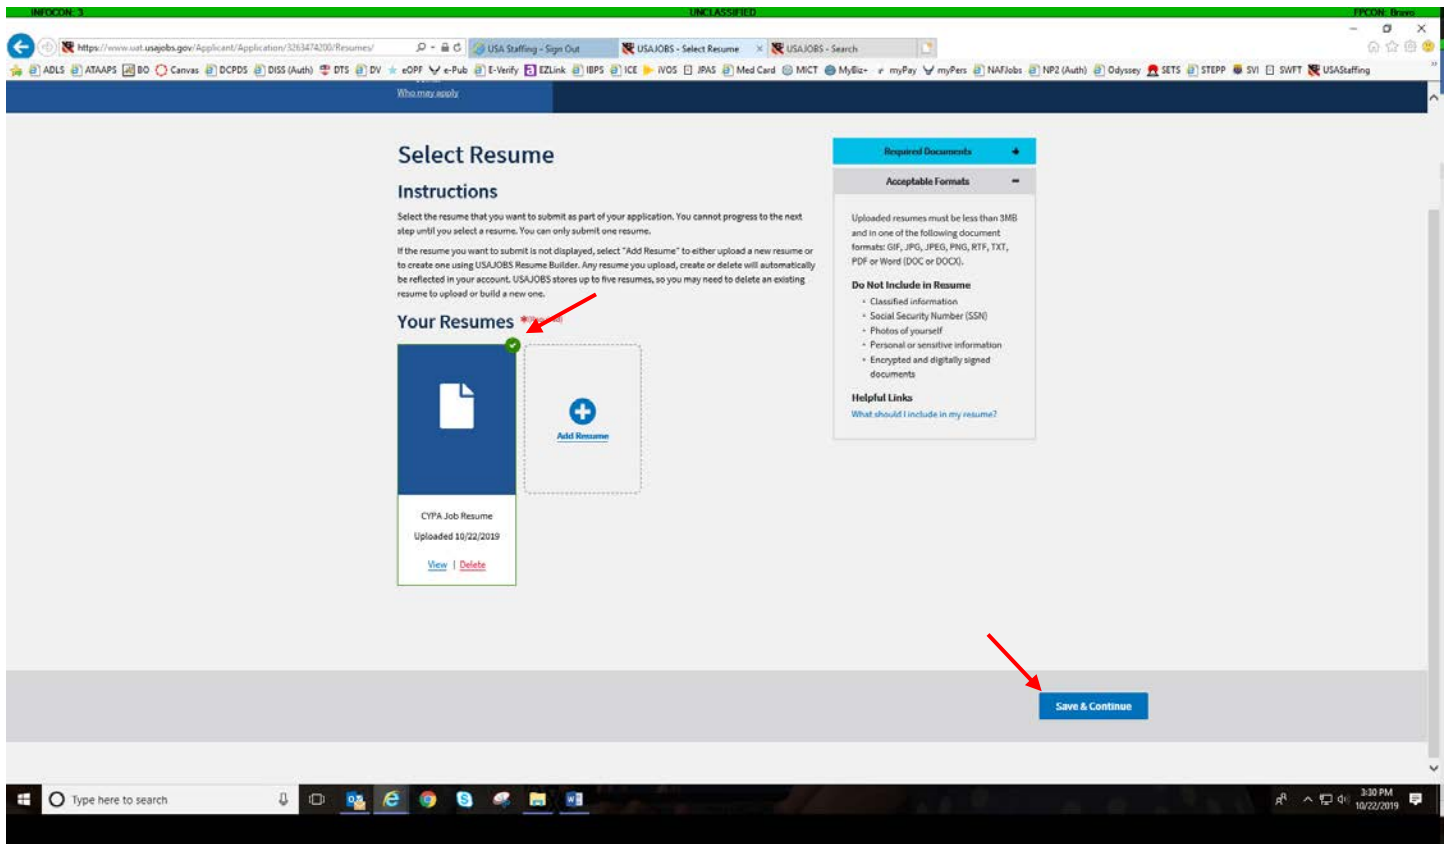 INFOCON: 3 UNCLASSIFIED FPCON: Bravo
https://www.uat.usajobs.gov/Applicant/Application/3263474200/Resumes/ USA Staffing - Sign Out USAJOBS - Select Resume USAJOBS - Search
ADLS ATAAPS BO Canvas DCPDS DISS (Auth) DTS DV eOPF e-Pub E-Verify EZLink IBPS ICE iVOS JPAS Med Card MICT MyBiz+ myPay myPers NAFJobs NP2 (Auth) Odyssey SETS STEPP SVI SWFT USAStaffing
Who may apply
Select Resume
Instructions
Select the resume that you want to submit as part of your application. You cannot progress to the next
step until you select a resume. You can only submit one resume.
If the resume you want to submit is not displayed, select "Add Resume" to either upload a new resume or
to create one using USAJOBS Resume Builder. Any resume you upload, create or delete will automatically
be reflected in your account. USAJOBS stores up to five resumes, so you may need to delete an existing
resume to upload or build a new one.
Your Resumes *
Add Resume
CYPA Job Resume
Uploaded 10/22/2019
View | Delete
Required Documents +
Acceptable Formats −
Uploaded resumes must be less than 3MB
and in one of the following document
formats: GIF, JPG, JPEG, PNG, RTF, TXT,
PDF or Word (DOC or DOCX).
Do Not Include in Resume
• Classified information
• Social Security Number (SSN)
• Photos of yourself
• Personal or sensitive information
• Encrypted and digitally signed
documents
Helpful Links
What should I include in my resume?
Save & Continue
Type here to search
3:30 PM
10/22/2019